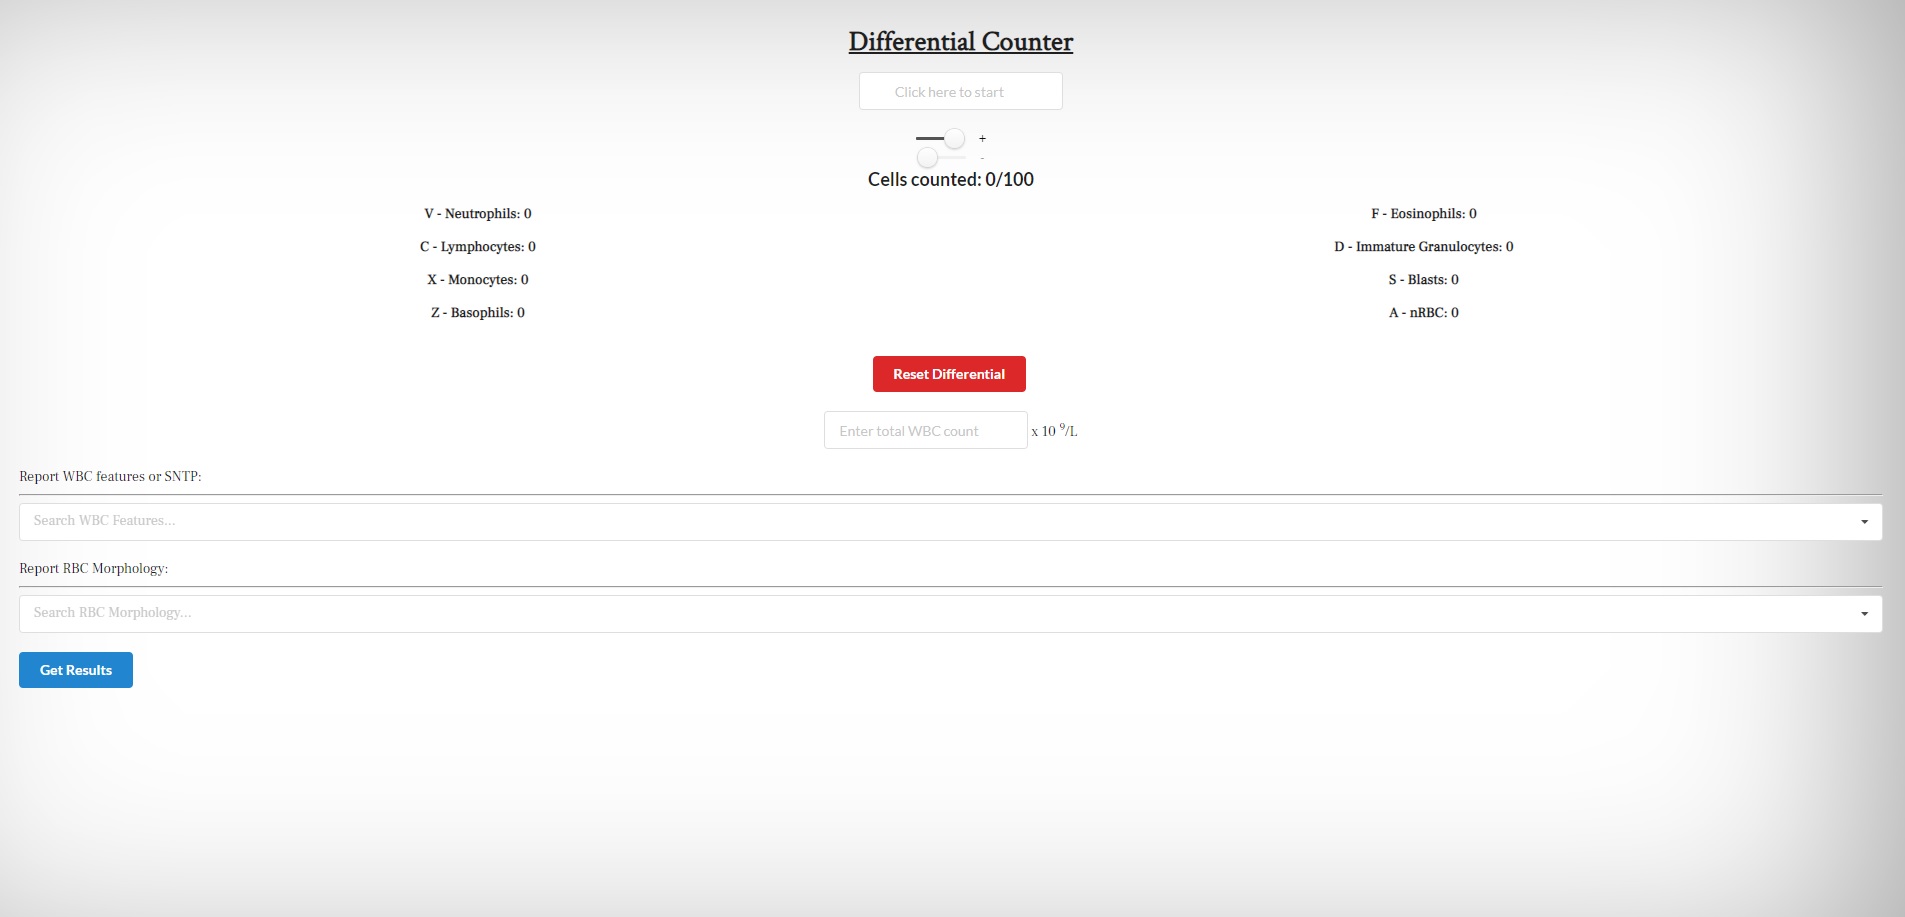 Differential Counter
Click here to start
+
-
Cells counted: 0/100
V - Neutrophils: 0
C - Lymphocytes: 0
X - Monocytes: 0
Z - Basophils: 0
F - Eosinophils: 0
D - Immature Granulocytes: 0
S - Blasts: 0
A - nRBC: 0
Reset Differential
Enter total WBC count x 10 ⁹/L
Report WBC features or SNTP:
Search WBC Features...
Report RBC Morphology:
Search RBC Morphology...
Get Results